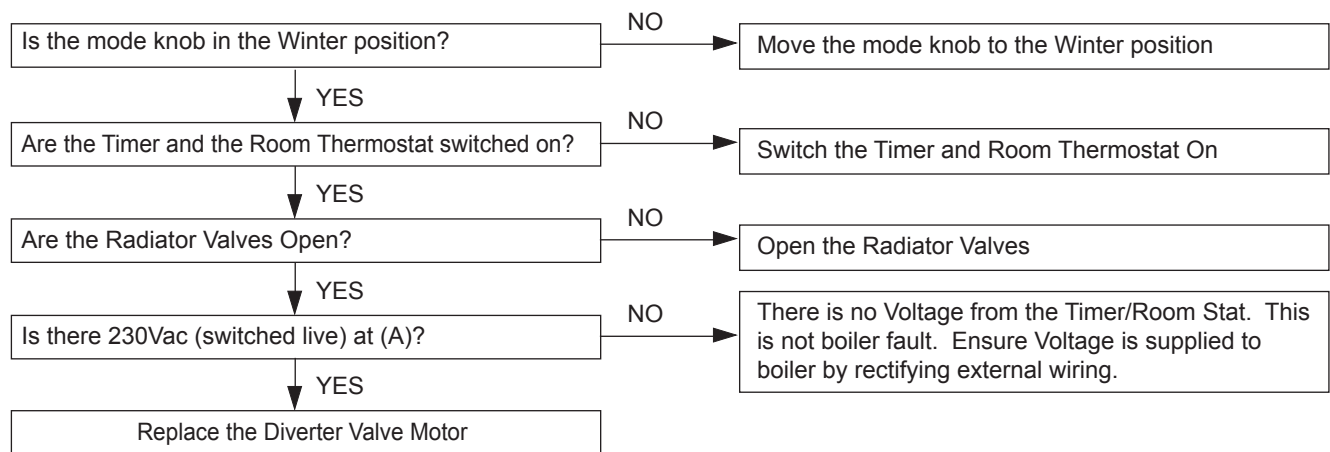 Is the mode knob in the Winter position?
NO
Move the mode knob to the Winter position
YES
Are the Timer and the Room Thermostat switched on?
NO
Switch the Timer and Room Thermostat On
YES
Are the Radiator Valves Open?
NO
Open the Radiator Valves
YES
Is there 230Vac (switched live) at (A)?
NO
There is no Voltage from the Timer/Room Stat.  This
is not boiler fault.  Ensure Voltage is supplied to
boiler by rectifying external wiring.
YES
Replace the Diverter Valve Motor